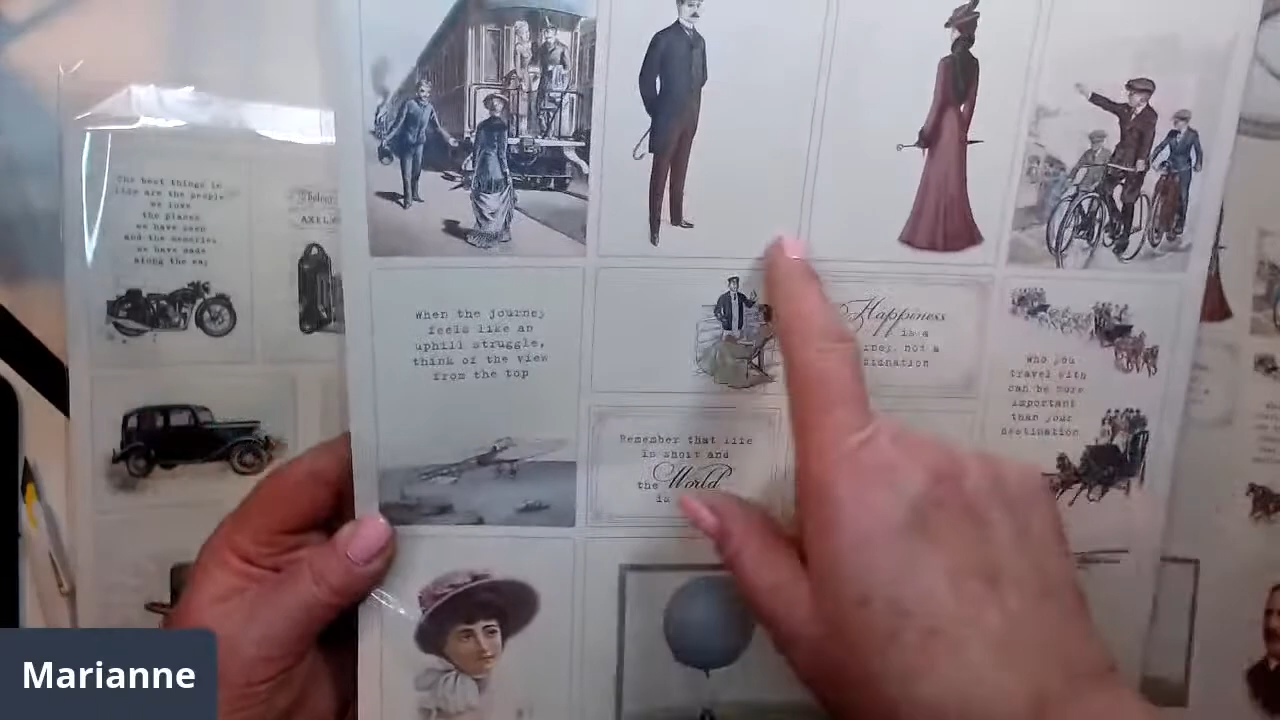 The best things in
life are the people
we love
the places
we have seen
and the memories
we have made
along the way
When the journey
feels like an
uphill struggle,
think of the view
from the top
Happiness
is a
not a
Remember that life
is short and
the World
is
who you
travel with
can be more
important
than your
destination
Marianne